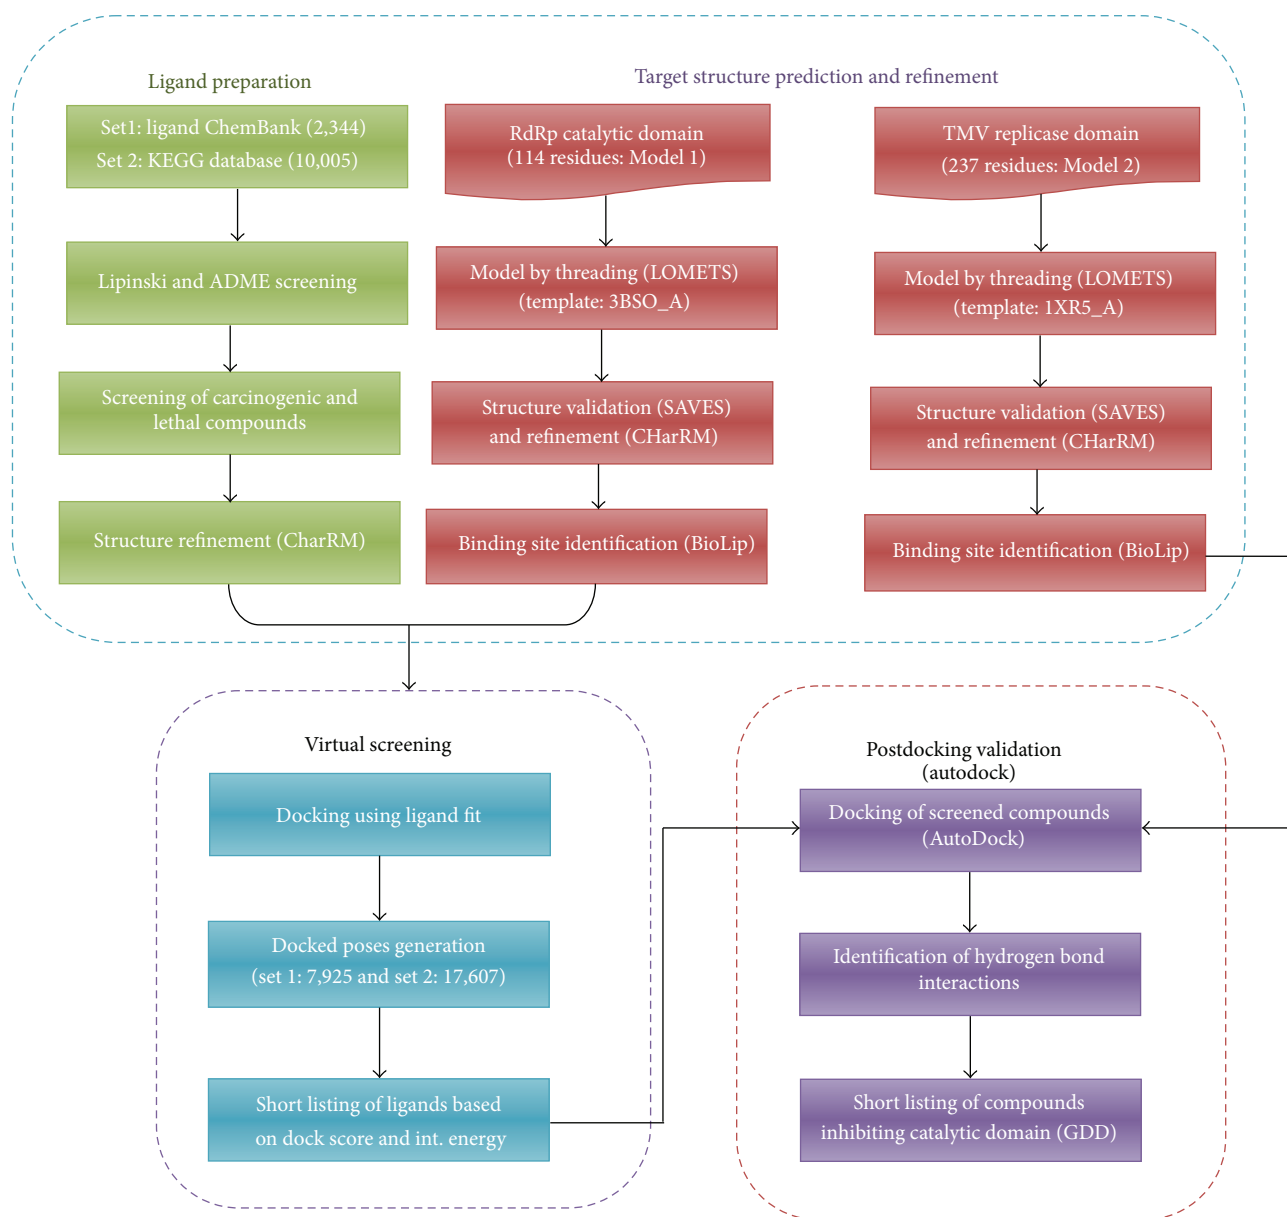 Ligand preparation
Set1: ligand ChemBank (2,344)
Set 2: KEGG database (10,005)
Lipinski and ADME screening
Screening of carcinogenic and
lethal compounds
Structure refinement (CharRM)
Target structure prediction and refinement
RdRp catalytic domain
(114 residues: Model 1)
Model by threading (LOMETS)
(template: 3BSO_A)
Structure validation (SAVES)
and refinement (CHarRM)
Binding site identification (BioLip)
TMV replicase domain
(237 residues: Model 2)
Model by threading (LOMETS)
(template: 1XR5_A)
Structure validation (SAVES)
and refinement (CHarRM)
Binding site identification (BioLip)
Virtual screening
Docking using ligand fit
Docked poses generation
(set 1: 7,925 and set 2: 17,607)
Short listing of ligands based
on dock score and int. energy
Postdocking validation
(autodock)
Docking of screened compounds
(AutoDock)
Identification of hydrogen bond
interactions
Short listing of compounds
inhibiting catalytic domain (GDD)